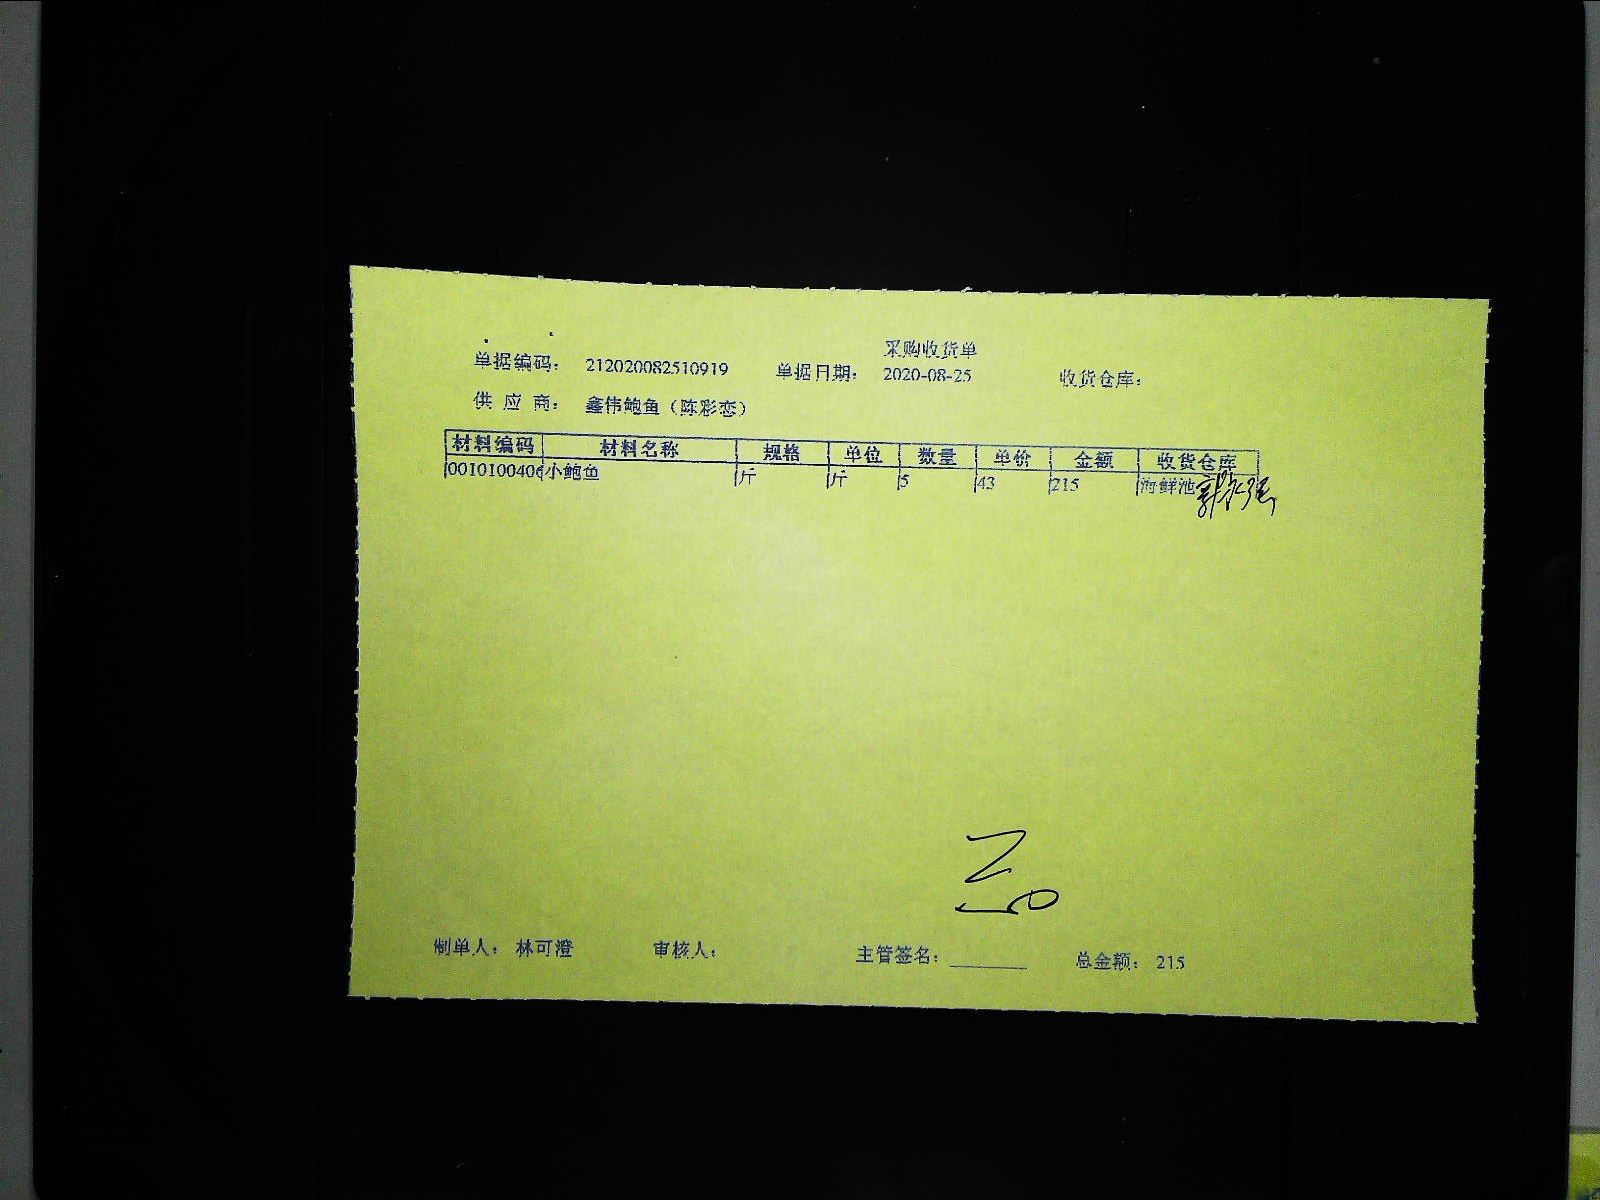 采购收货单
单据编码： 212020082510919 单据日期： 2020-08-25 收货仓库：
供 应 商： 鑫伟鲍鱼（陈彩恋）
材料编码 材料名称 规格 单位 数量 单价 金额 收货仓库
0010100406 小鲍鱼 斤 斤 5 43 215 海鲜池
制单人： 林可澄 审核人： 主管签名： 总金额： 215